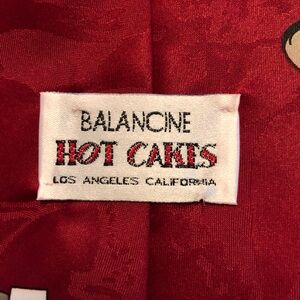 BALANCINE
HOT CAKES
LOS ANGELES CALIFORNIA